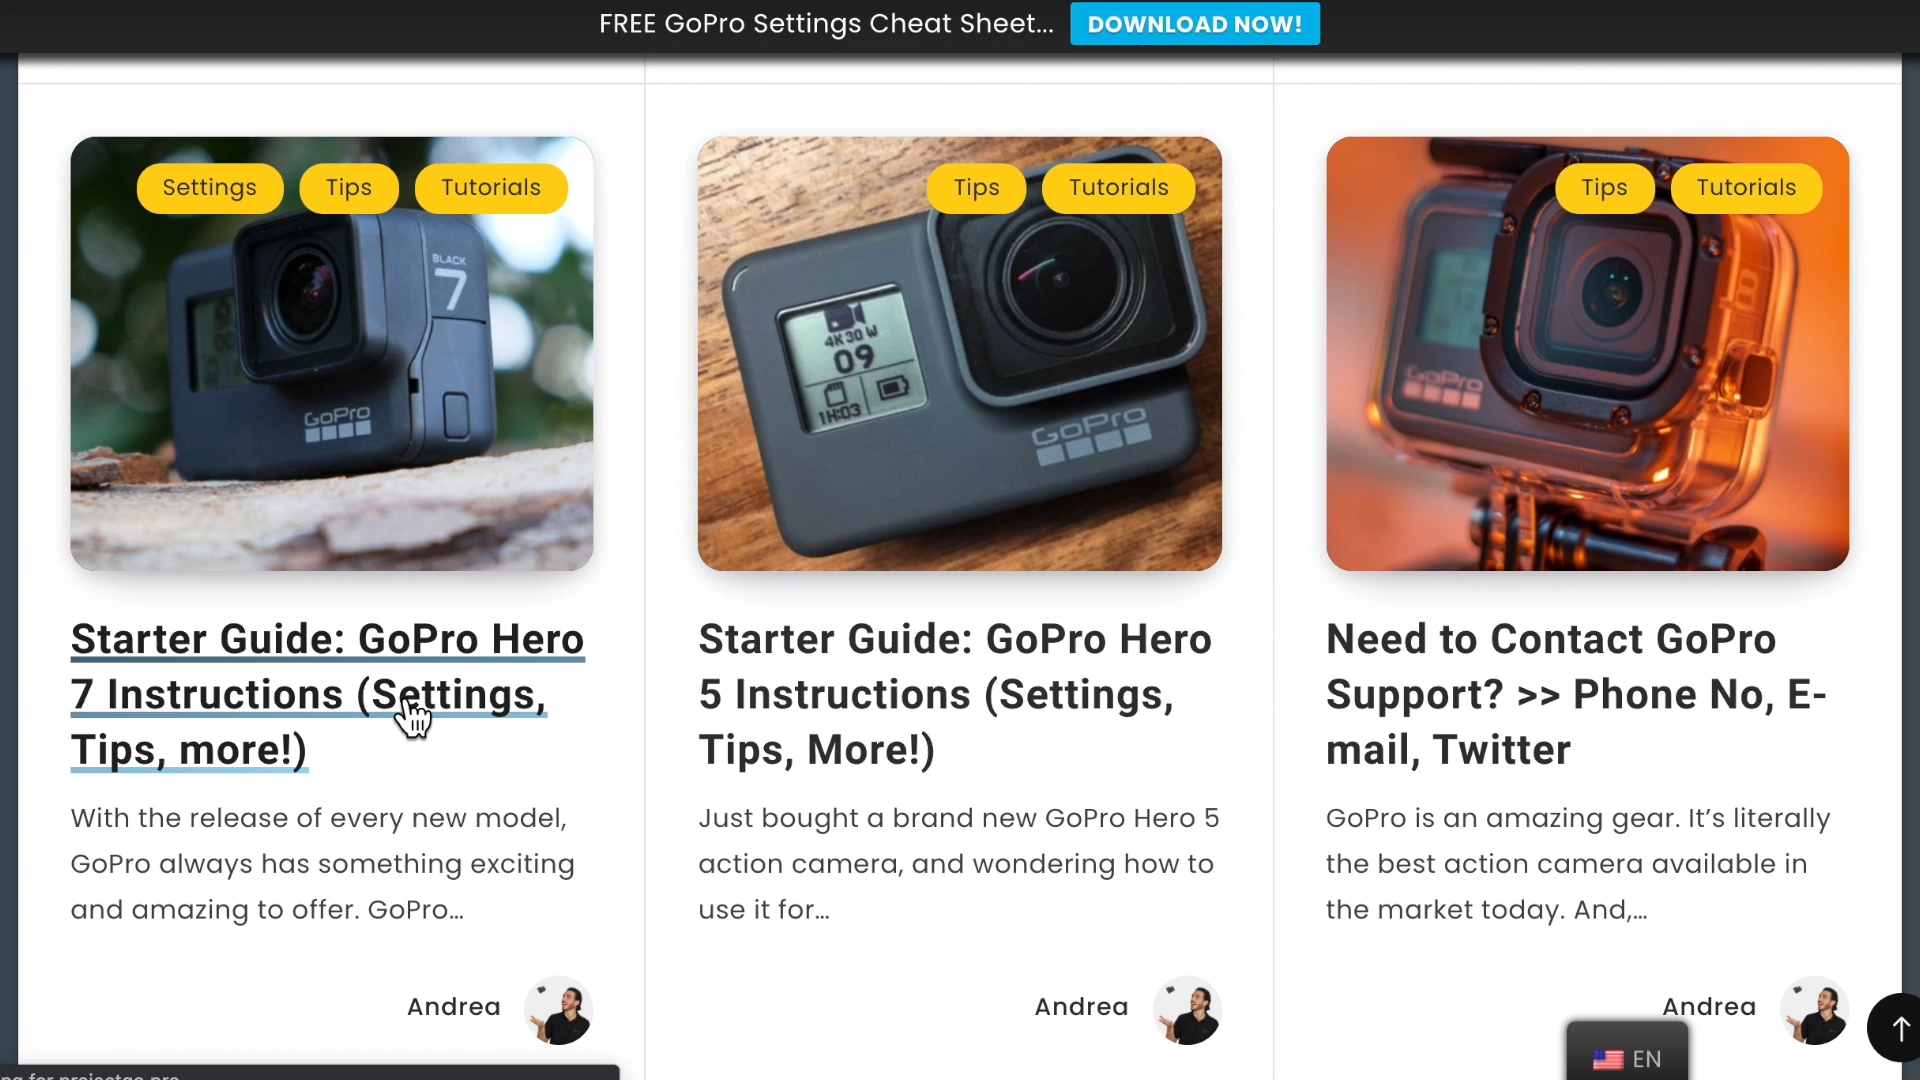 FREE GoPro Settings Cheat Sheet... DOWNLOAD NOW!
Settings Tips Tutorials
BLACK
7
GoPro
Starter Guide: GoPro Hero
7 Instructions (Settings,
Tips, more!)
With the release of every new model,
GoPro always has something exciting
and amazing to offer. GoPro...
Andrea
Tips Tutorials
4K 30 W
09
1H:03
GoPro
Starter Guide: GoPro Hero
5 Instructions (Settings,
Tips, More!)
Just bought a brand new GoPro Hero 5
action camera, and wondering how to
use it for...
Andrea
Tips Tutorials
GoPro
Need to Contact GoPro
Support? >> Phone No, E-
mail, Twitter
GoPro is an amazing gear. It’s literally
the best action camera available in
the market today. And,...
Andrea
EN